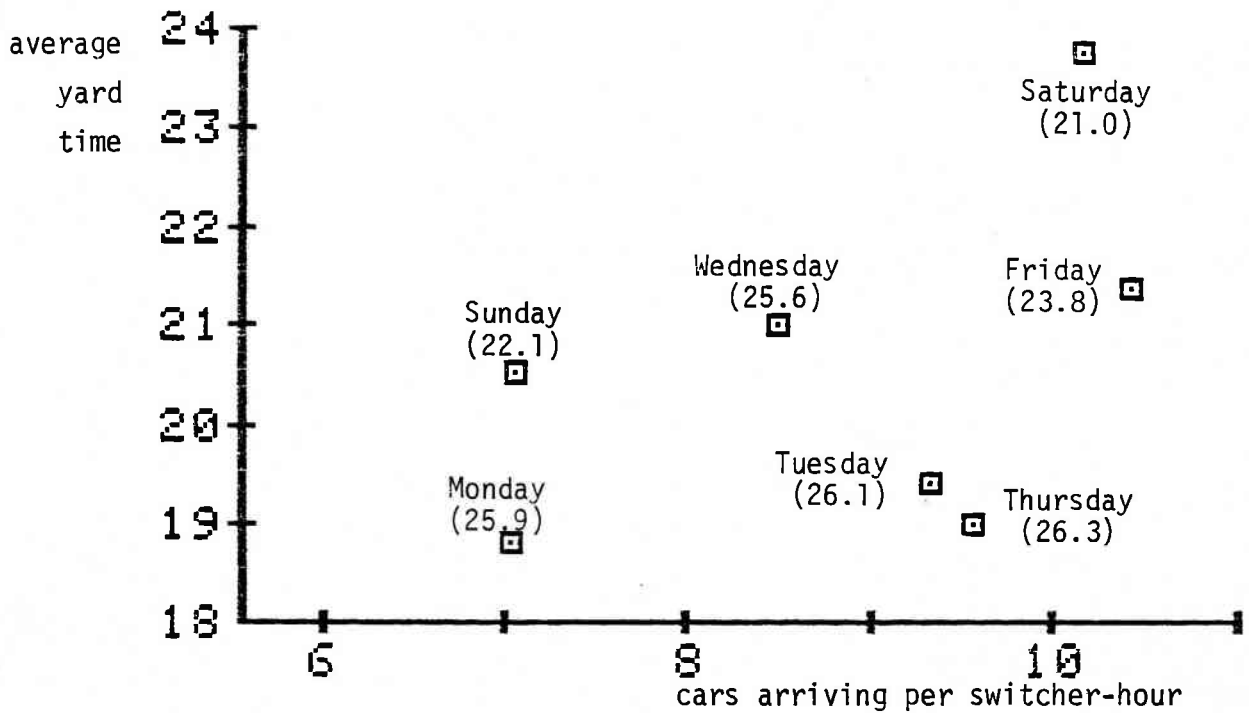 average
yard
time
24
23
22
21
20
19
18
Saturday
(21.0)
Wednesday
(25.6)
Friday
(23.8)
Sunday
(22.1)
Tuesday
(26.1)
Monday
(25.9)
Thursday
(26.3)
6
8
10
cars arriving per switcher-hour